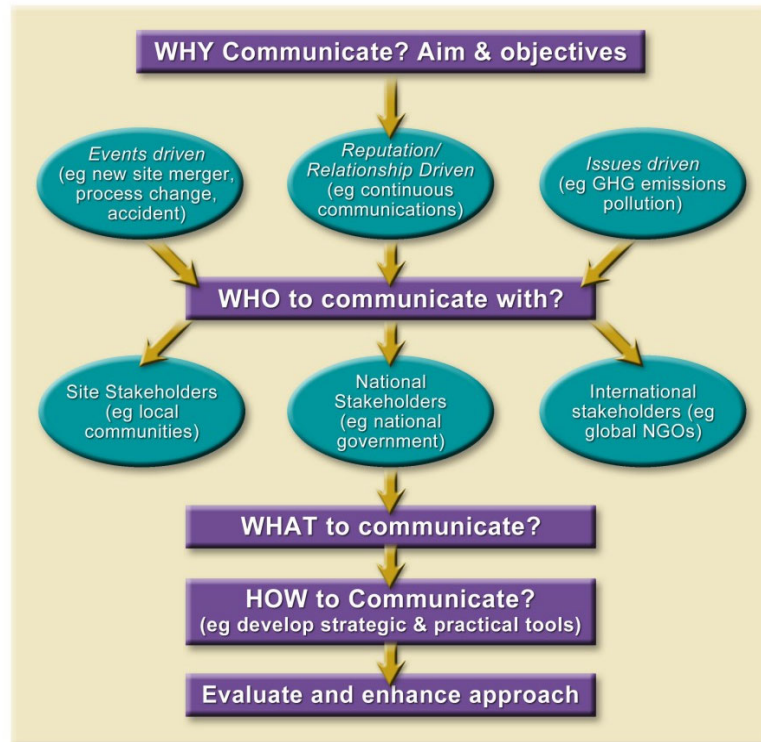 WHY Communicate? Aim & objectives
Events driven
(eg new site merger,
process change,
accident)
Reputation/
Relationship Driven
(eg continuous
communications)
Issues driven
(eg GHG emissions
pollution)
WHO to communicate with?
Site Stakeholders
(eg local
communities)
National
Stakeholders
(eg national
government)
International
stakeholders (eg
global NGOs)
WHAT to communicate?
HOW to Communicate?
(eg develop strategic & practical tools)
Evaluate and enhance approach